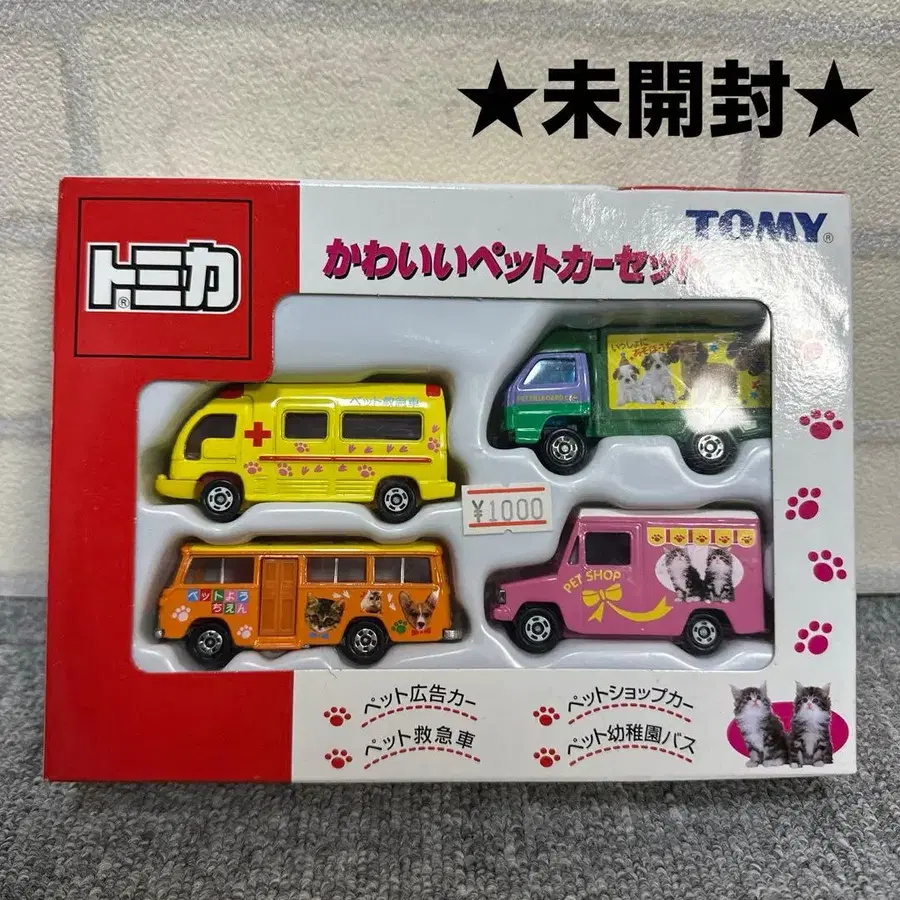 ★未開封★
TOMY®
トミカ®
かわいいペットカーセット
いっしょに
あそぼうよ
PET BILLBOARD CAR
ペット救急車
¥1000
ペットよう
ちえん
PET SHOP
ペット広告カー
ペットショップカー
ペット救急車
ペット幼稚園バス